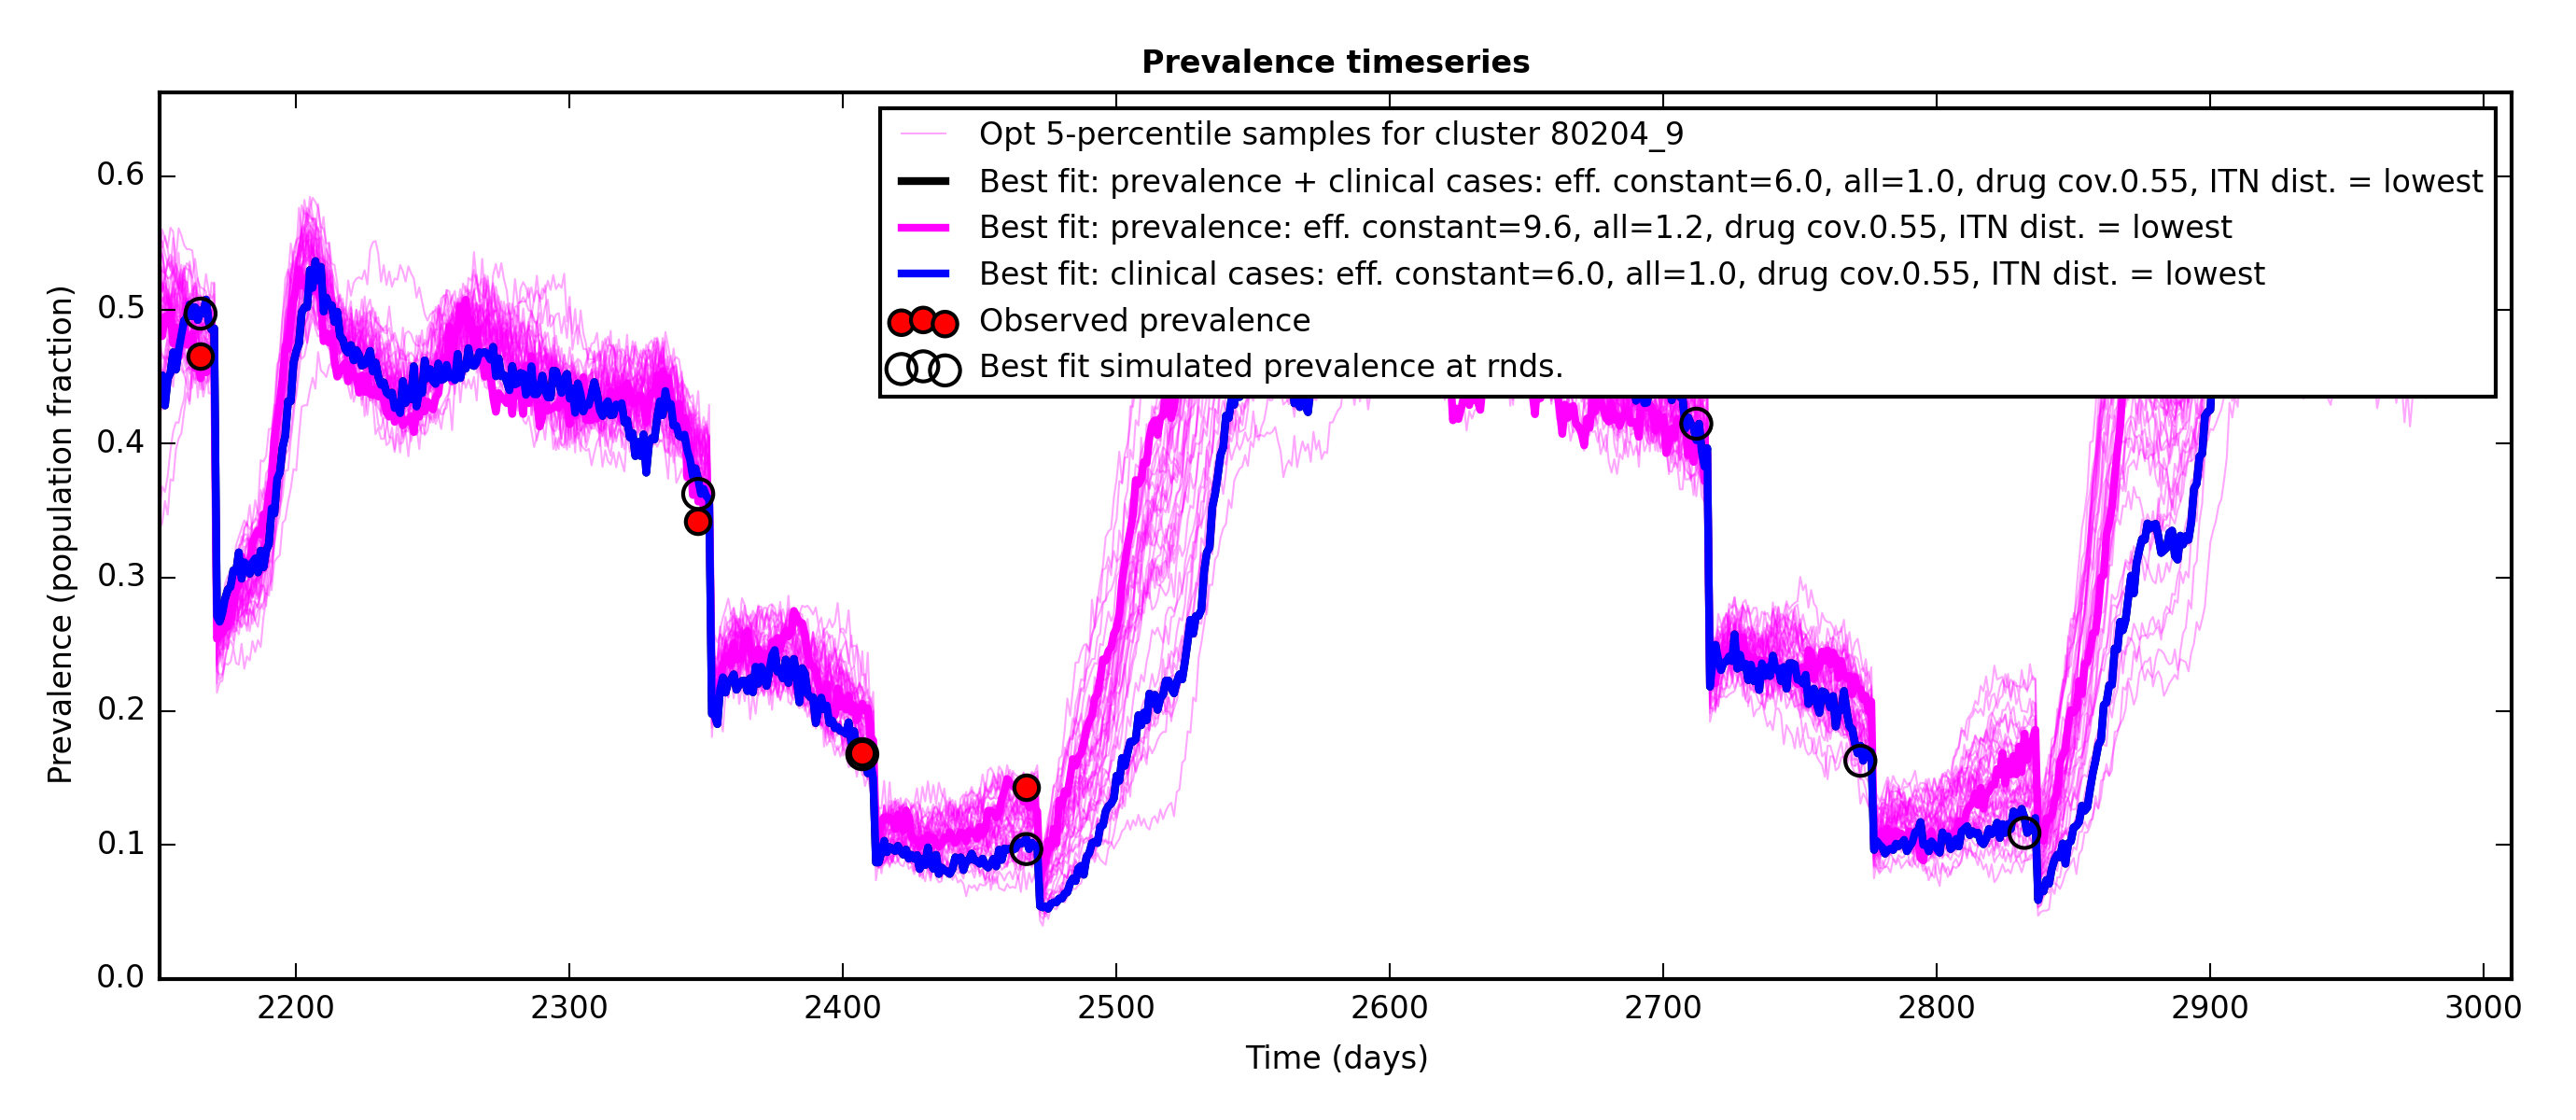 Prevalence timeseries
Opt 5-percentile samples for cluster 80204_9
Best fit: prevalence + clinical cases: eff. constant=6.0, all=1.0, drug cov.0.55, ITN dist. = lowest
Best fit: prevalence: eff. constant=9.6, all=1.2, drug cov.0.55, ITN dist. = lowest
Best fit: clinical cases: eff. constant=6.0, all=1.0, drug cov.0.55, ITN dist. = lowest
Observed prevalence
Best fit simulated prevalence at rnds.
Prevalence (population fraction)
0.6
0.5
0.4
0.3
0.2
0.1
0.0
2200 2300 2400 2500 2600 2700 2800 2900 3000
Time (days)